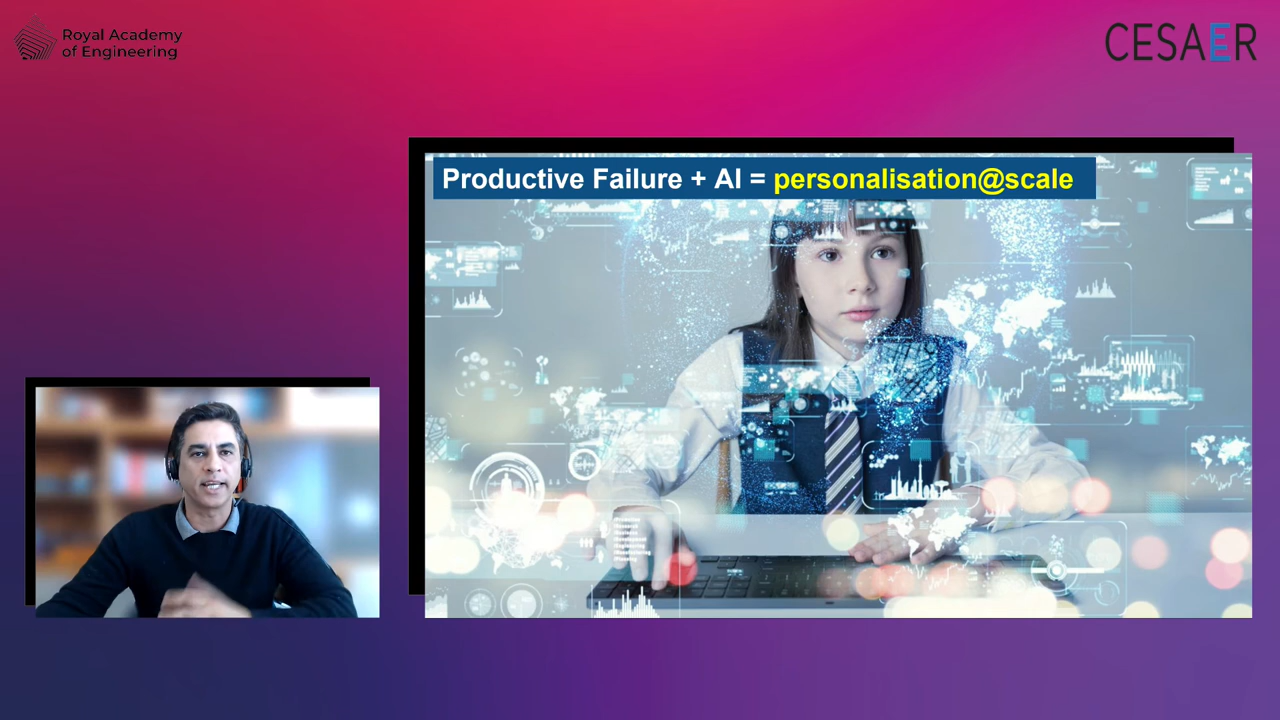 Royal Academy
of Engineering
CESAER
Productive Failure + AI = personalisation@scale